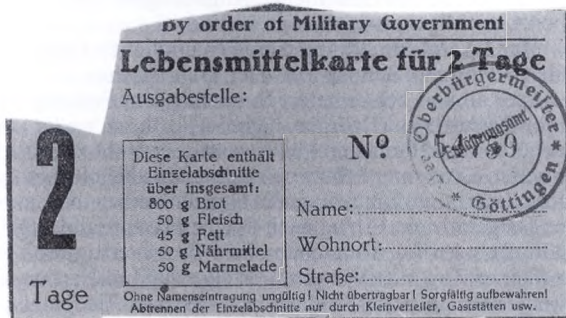 By order of Military Government
Lebensmittelkarte für 2 Tage
Ausgabestelle:
2
Tage
Diese Karte enthält
Einzelabschnitte
über insgesamt:
800 g Brot
50 g Fleisch
45 g Fett
50 g Nährmittel
50 g Marmelade
Nº
Der Oberbürgermeister * Göttingen *
Ernährungsamt
Name:
Wohnort:
Straße:
Ohne Namenseintragung ungültig! Nicht übertragbar! Sorgfältig aufbewahren!
Abtrennen der Einzelabschnitte nur durch Kleinverteiler, Gaststätten usw.